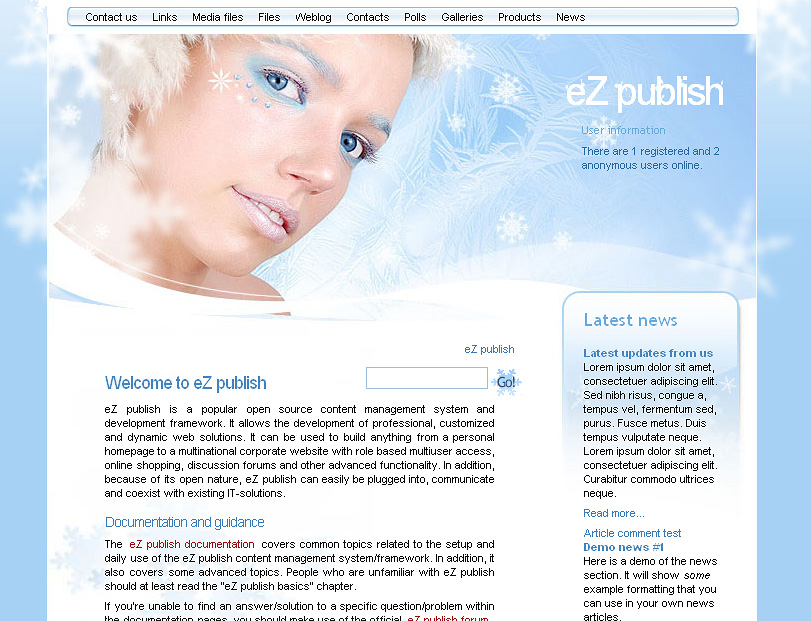 Contact us Links Media files Files Weblog Contacts Polls Galleries Products News
eZ publish
User information
There are 1 registered and 2
anonymous users online.
eZ publish
Welcome to eZ publish
Go!
eZ publish is a popular open source content management system and
development framework. It allows the development of professional, customized
and dynamic web solutions. It can be used to build anything from a personal
homepage to a multinational corporate website with role based multiuser access,
online shopping, discussion forums and other advanced functionality. In addition,
because of its open nature, eZ publish can easily be plugged into, communicate
and coexist with existing IT-solutions.
Documentation and guidance
The eZ publish documentation covers common topics related to the setup and
daily use of the eZ publish content management system/framework. In addition, it
also covers some advanced topics. People who are unfamiliar with eZ publish
should at least read the "eZ publish basics" chapter.
If you're unable to find an answer/solution to a specific question/problem within
the documentation pages, you should make use of the official eZ publish forum.
Latest news
Latest updates from us
Lorem ipsum dolor sit amet,
consectetuer adipiscing elit.
Sed nibh risus, congue a,
tempus vel, fermentum sed,
purus. Fusce metus. Duis
tempus vulputate neque.
Lorem ipsum dolor sit amet,
consectetuer adipiscing elit.
Curabitur commodo ultrices
neque.
Read more...
Article comment test
Demo news #1
Here is a demo of the news
section. It will show some
example formatting that you
can use in your own news
articles.